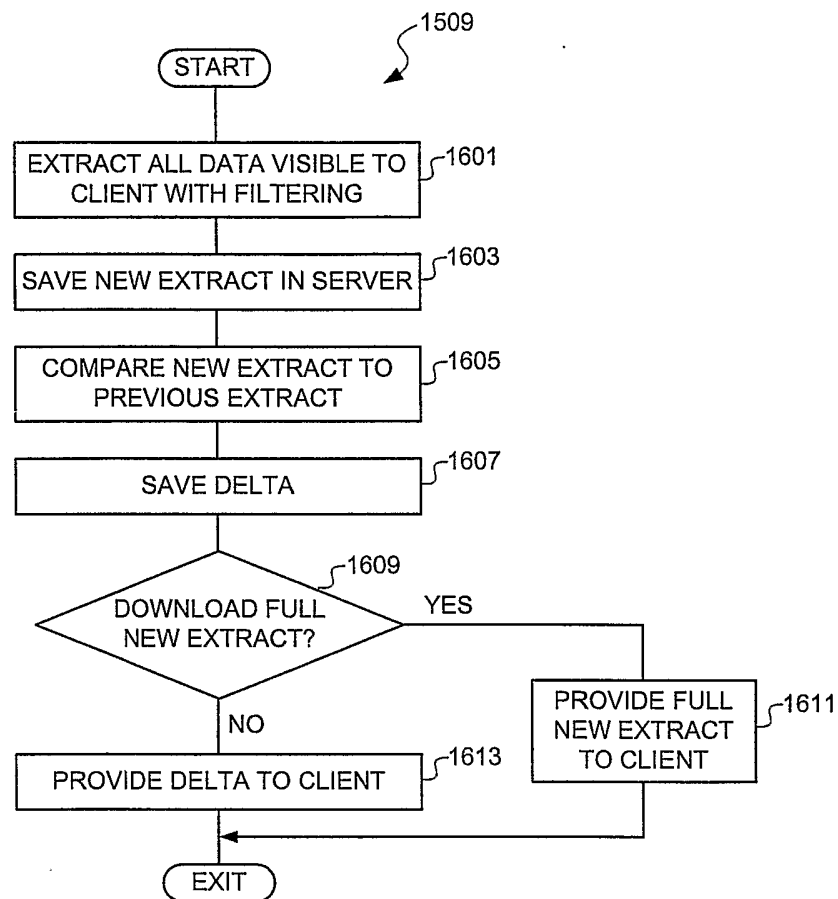 1509
START
EXTRACT ALL DATA VISIBLE TO
CLIENT WITH FILTERING
1601
SAVE NEW EXTRACT IN SERVER
1603
COMPARE NEW EXTRACT TO
PREVIOUS EXTRACT
1605
SAVE DELTA
1607
DOWNLOAD FULL
NEW EXTRACT?
1609
YES
NO
PROVIDE FULL
NEW EXTRACT
TO CLIENT
1611
PROVIDE DELTA TO CLIENT
1613
EXIT